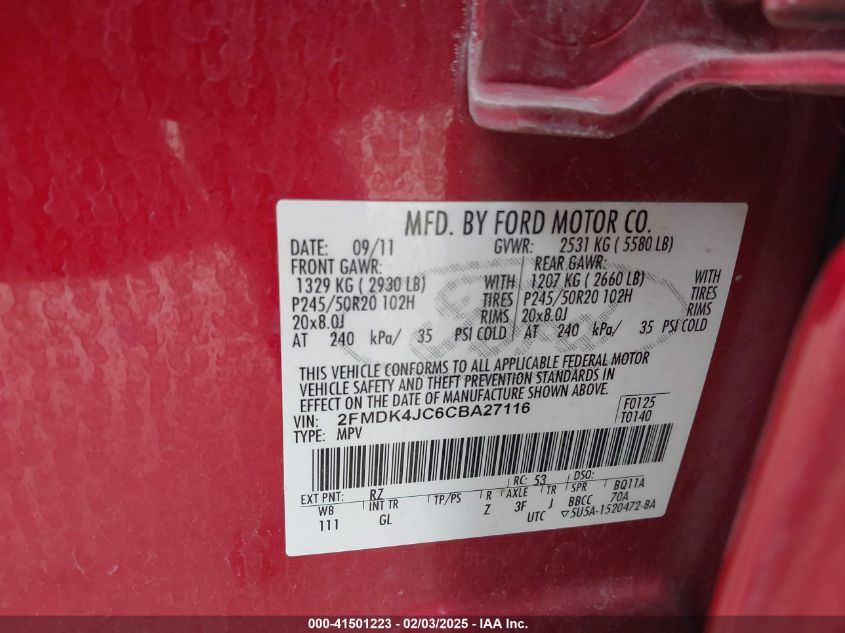 MFD. BY FORD MOTOR CO.
DATE: 09/11 GVWR: 2531 KG ( 5580 LB)
FRONT GAWR: REAR GAWR:
1329 KG ( 2930 LB) WITH 1207 KG ( 2660 LB) WITH
P245/50R20 102H TIRES P245/50R20 102H TIRES
20x8.0J RIMS 20x8.0J RIMS
AT 240 kPa/ 35 PSI COLD AT 240 kPa/ 35 PSI COLD
THIS VEHICLE CONFORMS TO ALL APPLICABLE FEDERAL MOTOR
VEHICLE SAFETY AND THEFT PREVENTION STANDARDS IN
EFFECT ON THE DATE OF MANUFACTURE SHOWN ABOVE.
VIN: 2FMDK4JC6CBA27116 F0125
TYPE: MPV T0140
EXT PNT: RZ RC: 53 DSO:
WB INT TR TP/PS R AXLE TR SPR BQ11A
111 GL Z 3F J BBCC 70A
UTC ▽5U5A-1520472-BA
000-41501223 - 02/03/2025 - IAA Inc.